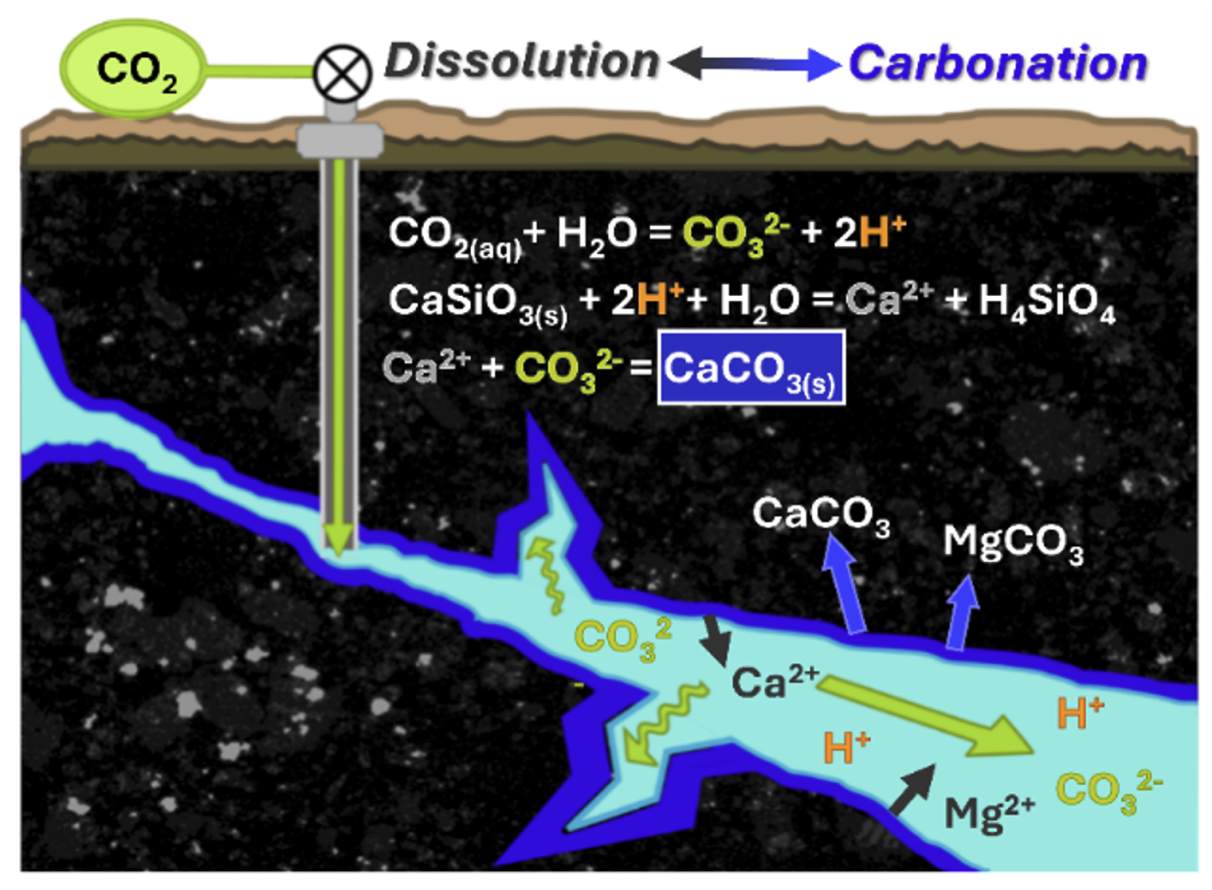 CO₂
Dissolution Carbonation
CO₂(aq)+ H₂O = CO₃²⁻ + 2H⁺
CaSiO₃(s) + 2H⁺+ H₂O = Ca²⁺ + H₄SiO₄
Ca²⁺ + CO₃²⁻ = CaCO₃(s)
CaCO₃
MgCO₃
CO₃²
-
Ca²⁺
H⁺
H⁺
CO₃²⁻
Mg²⁺